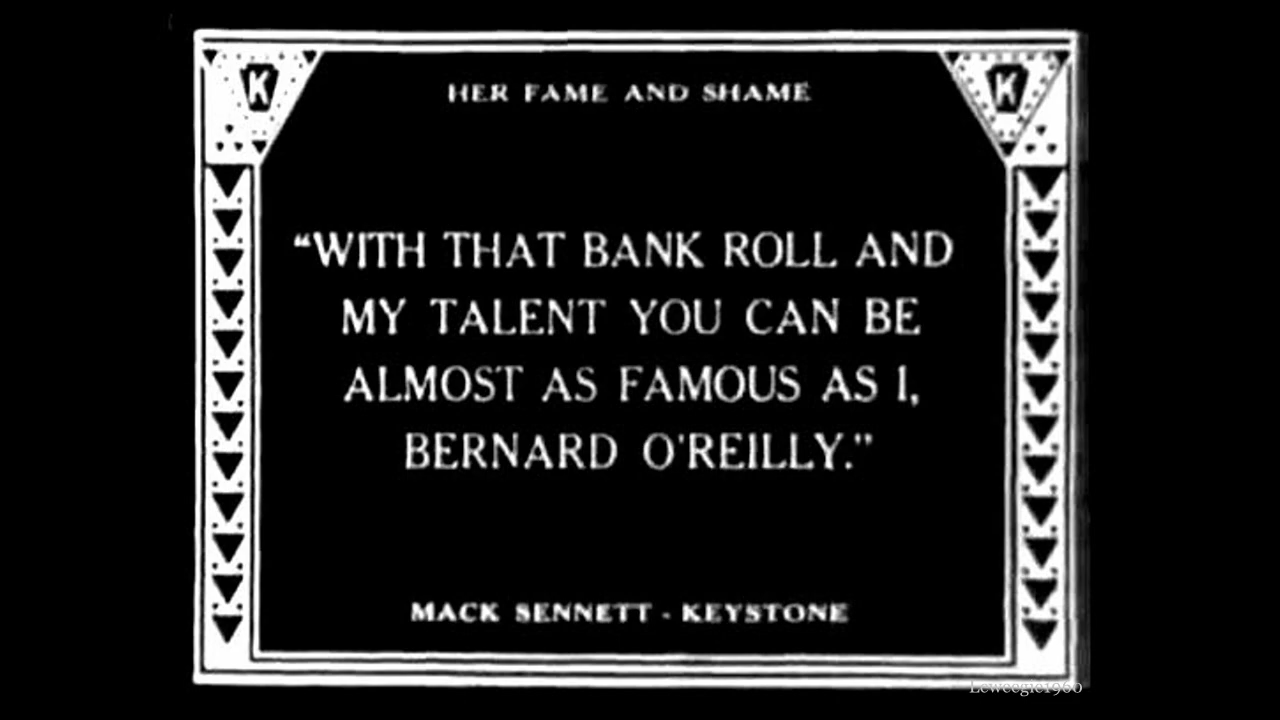 K K
HER FAME AND SHAME
“WITH THAT BANK ROLL AND
MY TALENT YOU CAN BE
ALMOST AS FAMOUS AS I,
BERNARD O'REILLY.”
MACK SENNETT - KEYSTONE
Leweegie1960